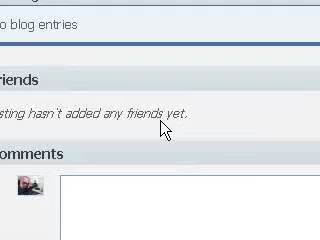 o blog entries
riends
sting hasn't added any friends yet.
omments